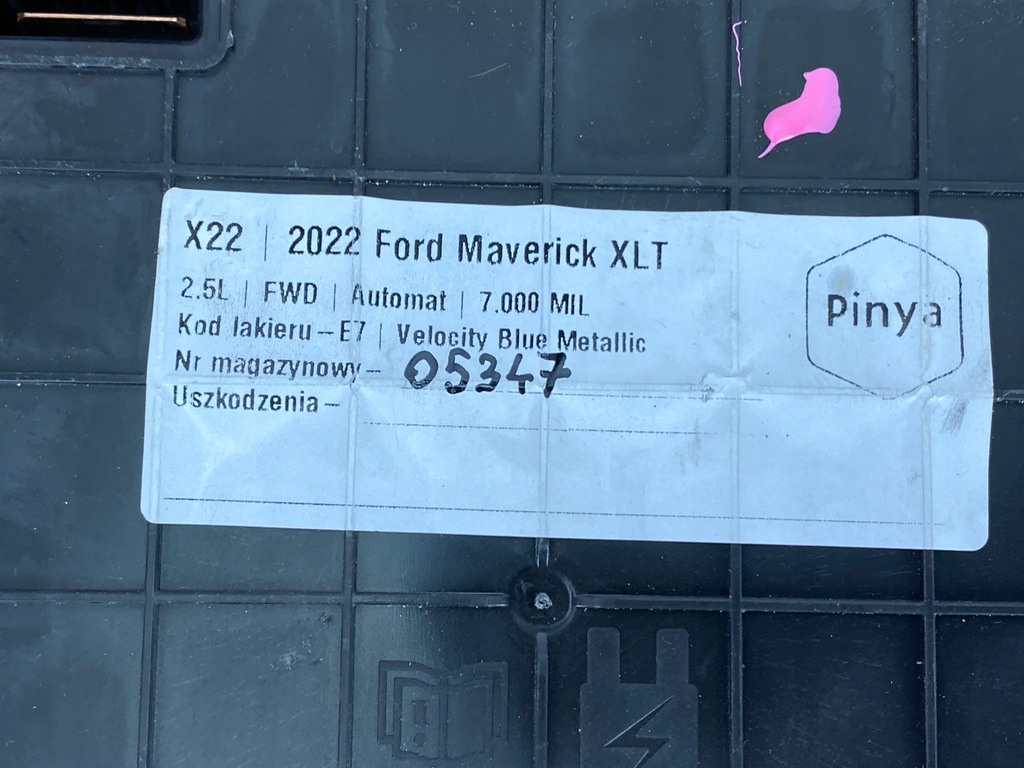 X22 | 2022 Ford Maverick XLT
2.5L | FWD | Automat | 7.000 MIL
Kod lakieru – E7 | Velocity Blue Metallic
Nr magazynowy – 05347
Uszkodzenia –
Pinya